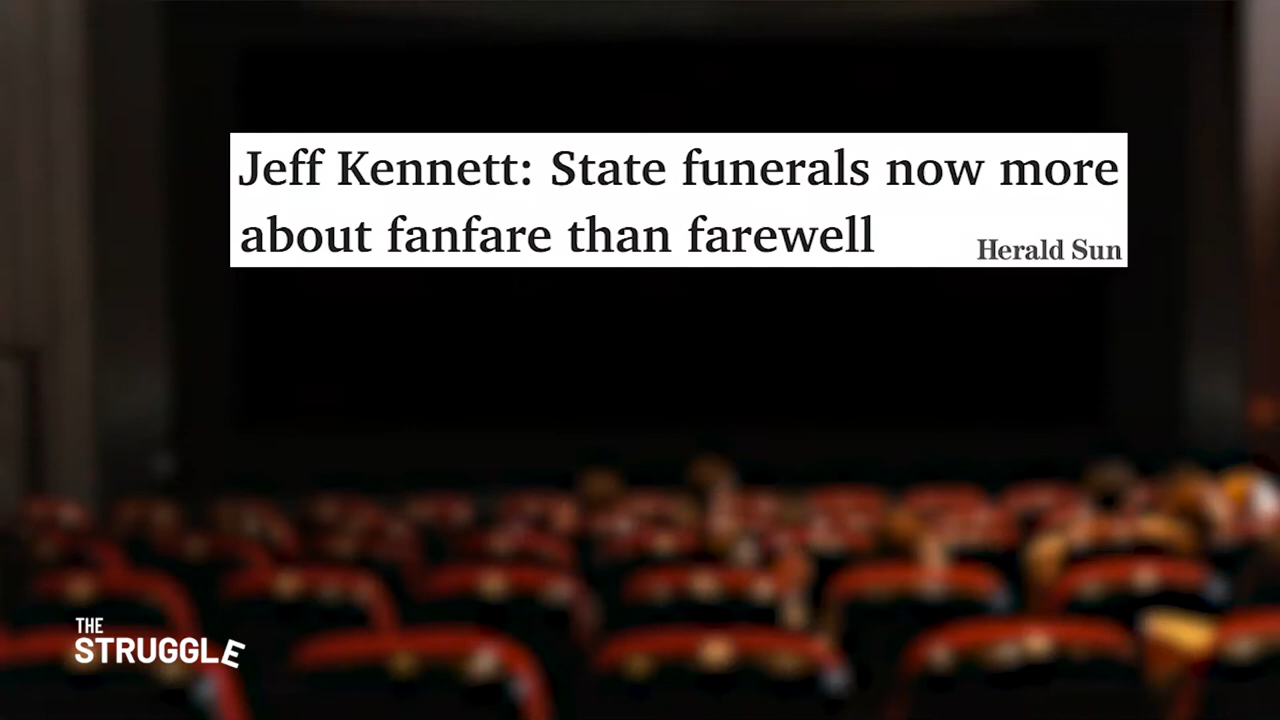 Jeff Kennett: State funerals now more
about fanfare than farewell
Herald Sun
THE
STRUGGLE